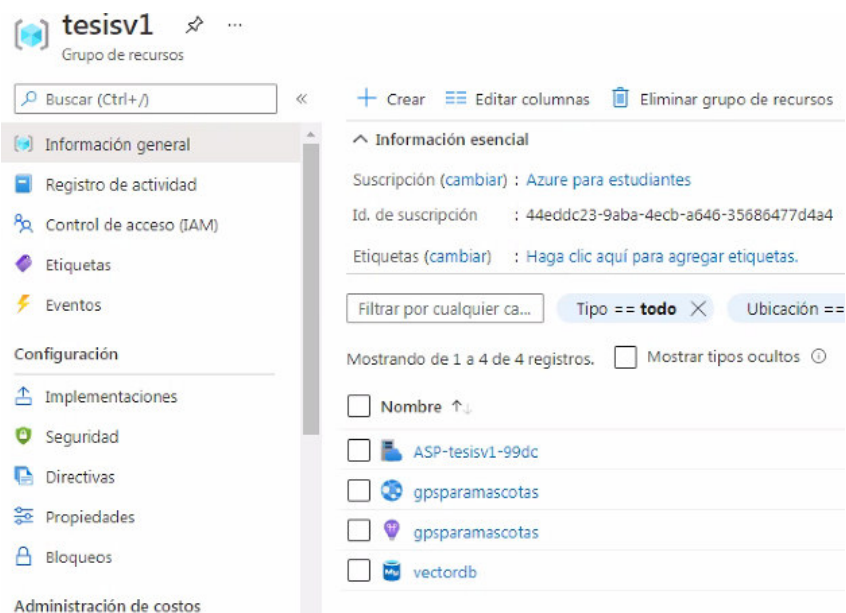 tesisv1
Grupo de recursos
Buscar (Ctrl+/)
Información general
Registro de actividad
Control de acceso (IAM)
Etiquetas
Eventos
Configuración
Implementaciones
Seguridad
Directivas
Propiedades
Bloqueos
Administración de costos
Crear Editar columnas Eliminar grupo de recursos
Información esencial
Suscripción (cambiar) : Azure para estudiantes
Id. de suscripción : 44eddc23-9aba-4ecb-a646-35686477d4a4
Etiquetas (cambiar) : Haga clic aquí para agregar etiquetas.
Filtrar por cualquier ca... Tipo == todo Ubicación ==
Mostrando de 1 a 4 de 4 registros. Mostrar tipos ocultos
Nombre
ASP-tesisv1-99dc
gpsparamascotas
gpsparamascotas
My vectordb